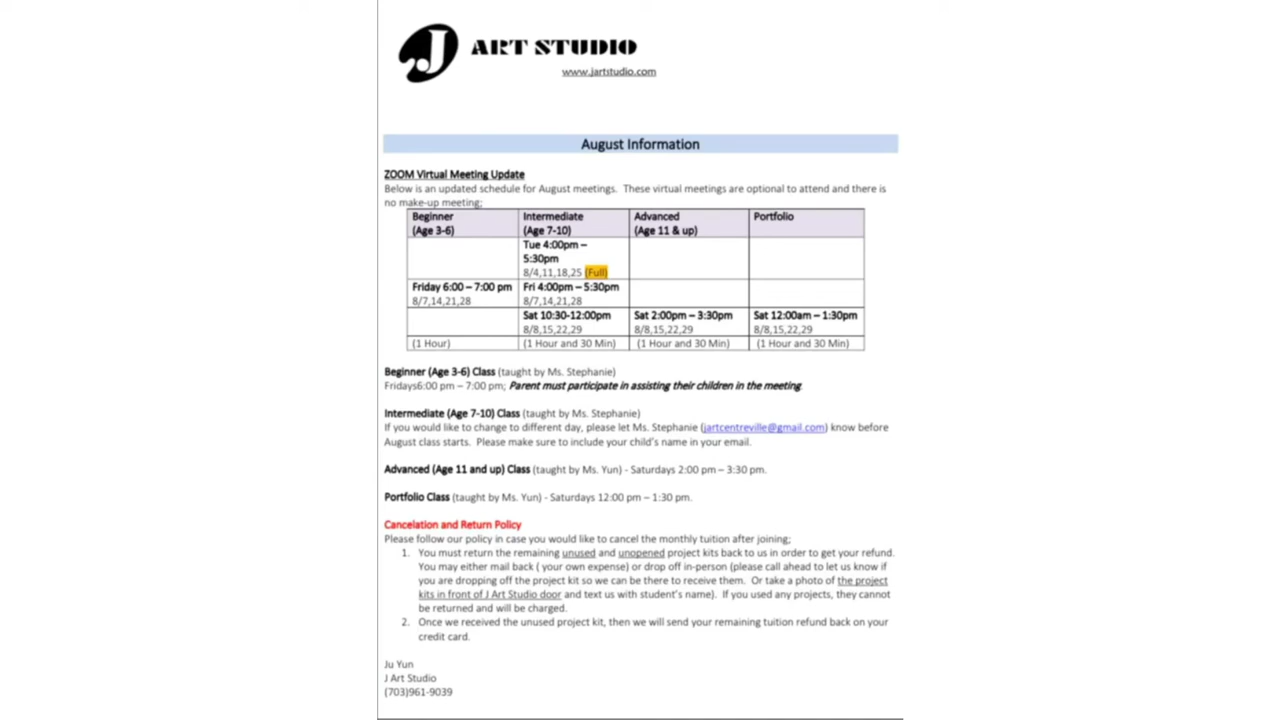 J ART STUDIO
www.jartstudio.com
August Information
ZOOM Virtual Meeting Update
Below is an updated schedule for August meetings. These virtual meetings are optional to attend and there is
no make-up meeting;
Beginner Intermediate Advanced Portfolio
(Age 3-6) (Age 7-10) (Age 11 & up)
Tue 4:00pm –
5:30pm
8/4,11,18,25 (Full)
Friday 6:00 – 7:00 pm Fri 4:00pm – 5:30pm
8/7,14,21,28 8/7,14,21,28
Sat 10:30-12:00pm Sat 2:00pm – 3:30pm Sat 12:00am – 1:30pm
8/8,15,22,29 8/8,15,22,29 8/8,15,22,29
(1 Hour) (1 Hour and 30 Min) (1 Hour and 30 Min) (1 Hour and 30 Min)
Beginner (Age 3-6) Class (taught by Ms. Stephanie)
Fridays6:00 pm – 7:00 pm; Parent must participate in assisting their children in the meeting.
Intermediate (Age 7-10) Class (taught by Ms. Stephanie)
If you would like to change to different day, please let Ms. Stephanie (jartcentreville@gmail.com) know before
August class starts. Please make sure to include your child's name in your email.
Advanced (Age 11 and up) Class (taught by Ms. Yun) - Saturdays 2:00 pm – 3:30 pm.
Portfolio Class (taught by Ms. Yun) - Saturdays 12:00 pm – 1:30 pm.
Cancelation and Return Policy
Please follow our policy in case you would like to cancel the monthly tuition after joining;
1. You must return the remaining unused and unopened project kits back to us in order to get your refund.
You may either mail back ( your own expense) or drop off in-person (please call ahead to let us know if
you are dropping off the project kit so we can be there to receive them. Or take a photo of the project
kits in front of J Art Studio door and text us with student's name). If you used any projects, they cannot
be returned and will be charged.
2. Once we received the unused project kit, then we will send your remaining tuition refund back on your
credit card.
Ju Yun
J Art Studio
(703)961-9039